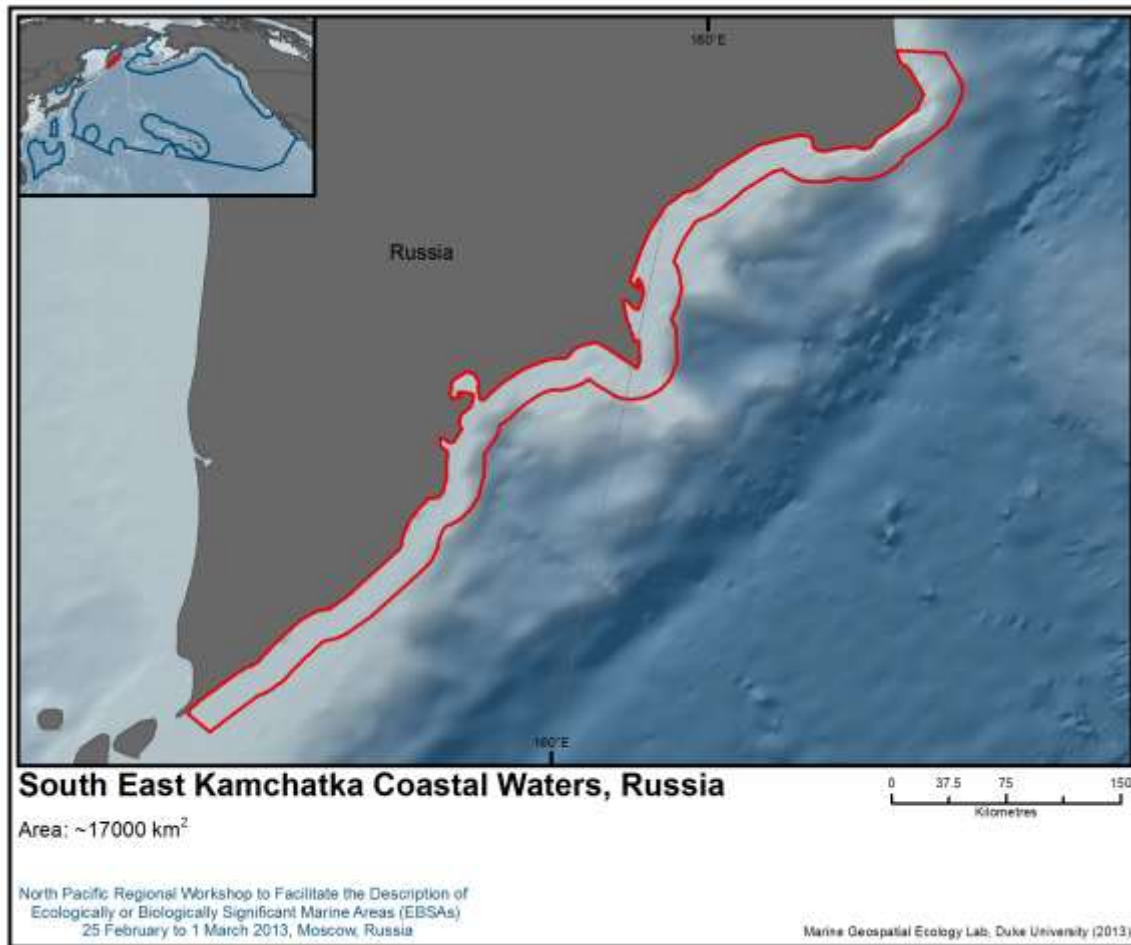 160°E
Russia
160°E
South East Kamchatka Coastal Waters, Russia
Area: ~17000 km²
0 37.5 75 150
Kilometres
North Pacific Regional Workshop to Facilitate the Description of
Ecologically or Biologically Significant Marine Areas (EBSAs)
25 February to 1 March 2013, Moscow, Russia
Marine Geospatial Ecology Lab, Duke University (2013)